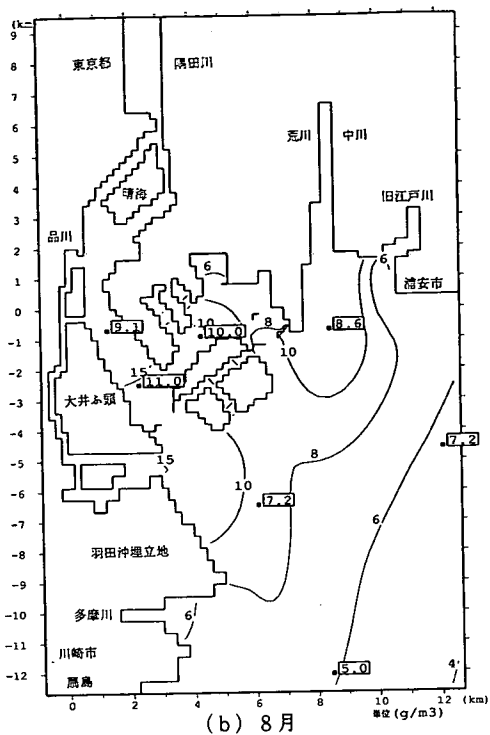 (k
9
東京都
隅田川
8
7
6
荒川
中川
5
4
晴海
旧江戸川
3
品川
2
6
6
1
浦安市
0
10
8
-1
9.1
10.0
8.6
10
-2
15
11.0
-3
大井ふ頭
-4
7.2
-5
15
8
10
-6
7.2
6
-7
-8
羽田沖埋立地
-9
-10
多摩川
6
-11
川崎市
-12
扇島
5.0
4
0
2
4
6
8
10
12
(km)
単位(g/m3)
(b) 8月